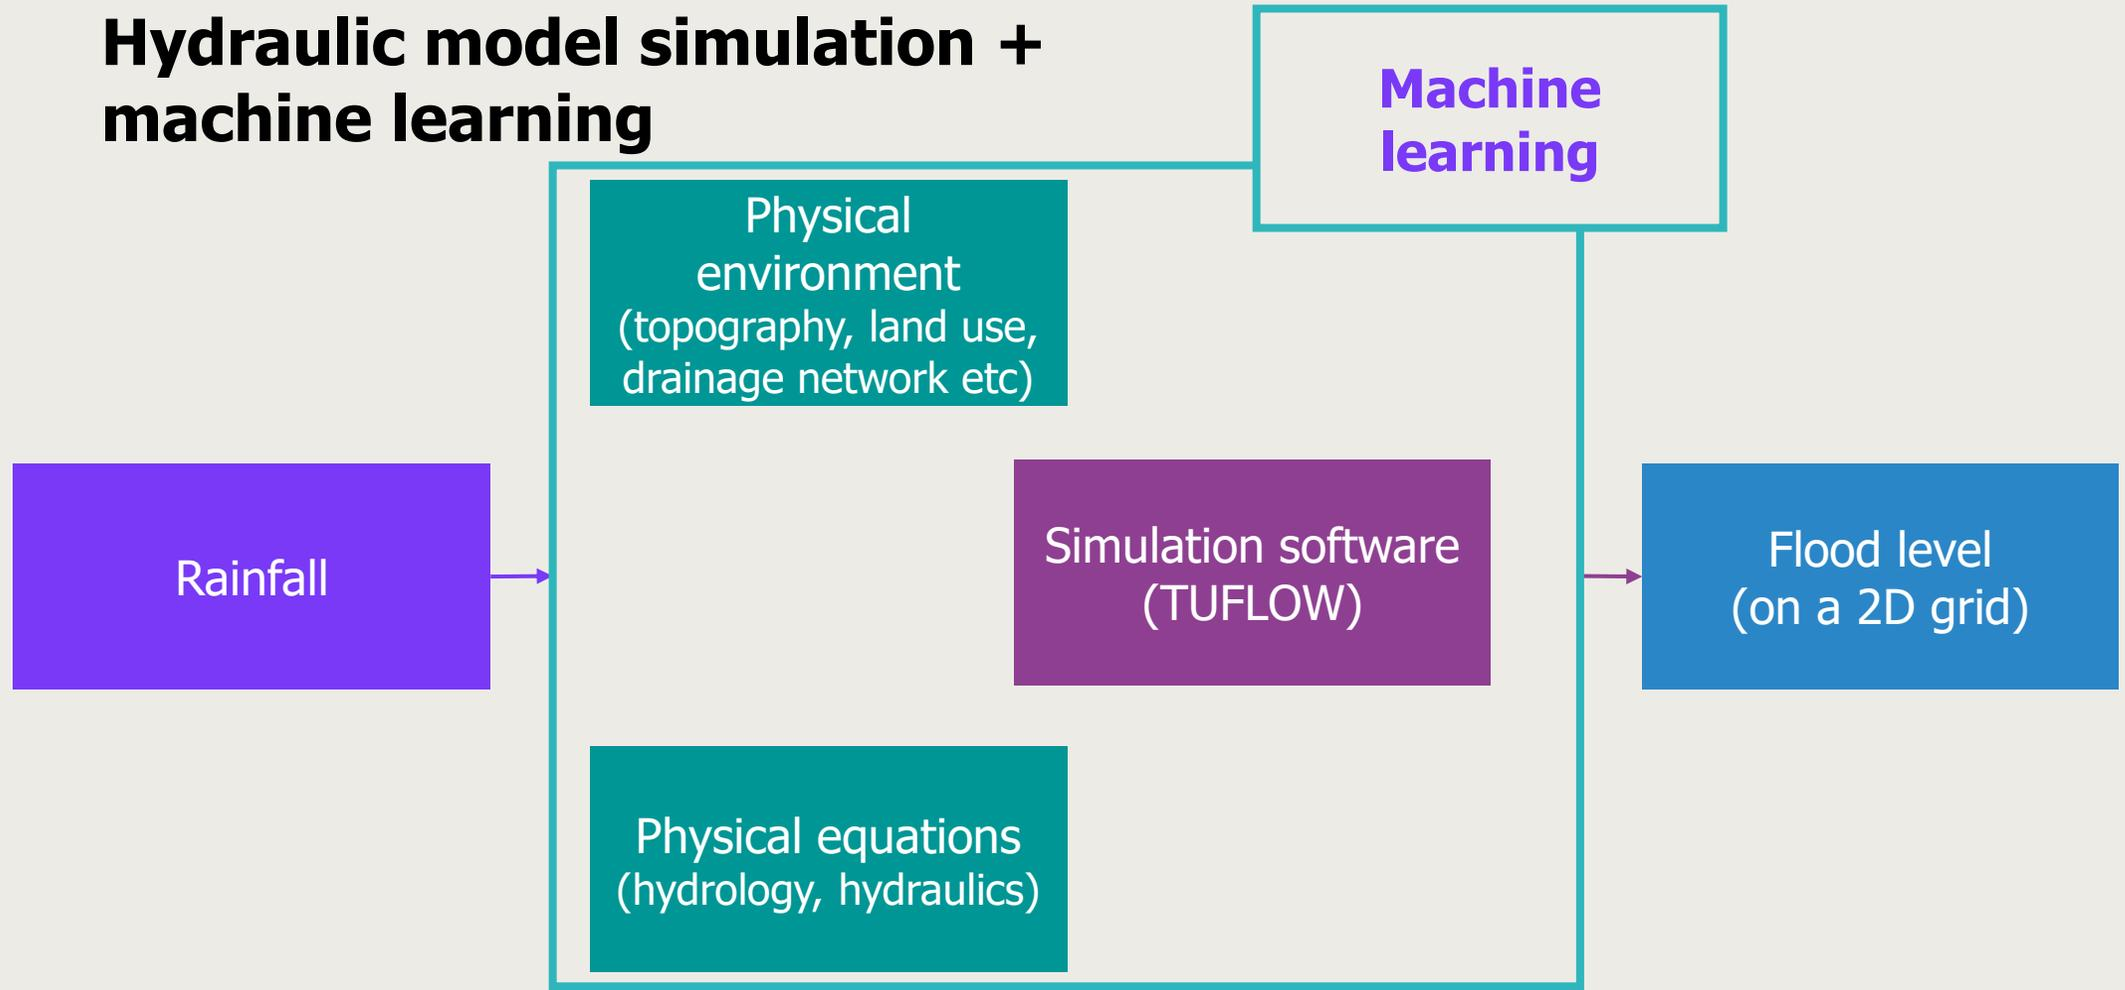 Hydraulic model simulation +
machine learning
Machine
learning
Physical
environment
(topography, land use,
drainage network etc)
Rainfall
Simulation software
(TUFLOW)
Flood level
(on a 2D grid)
Physical equations
(hydrology, hydraulics)